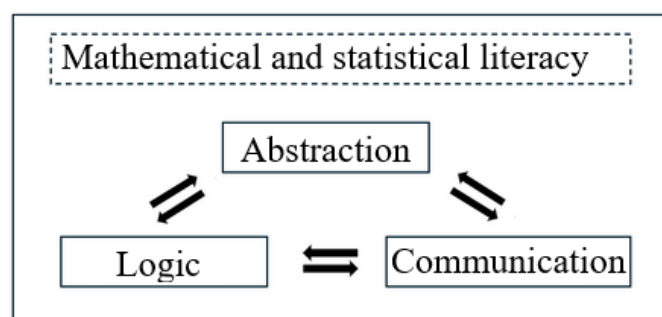 Mathematical and statistical literacy
Abstraction
Logic
Communication